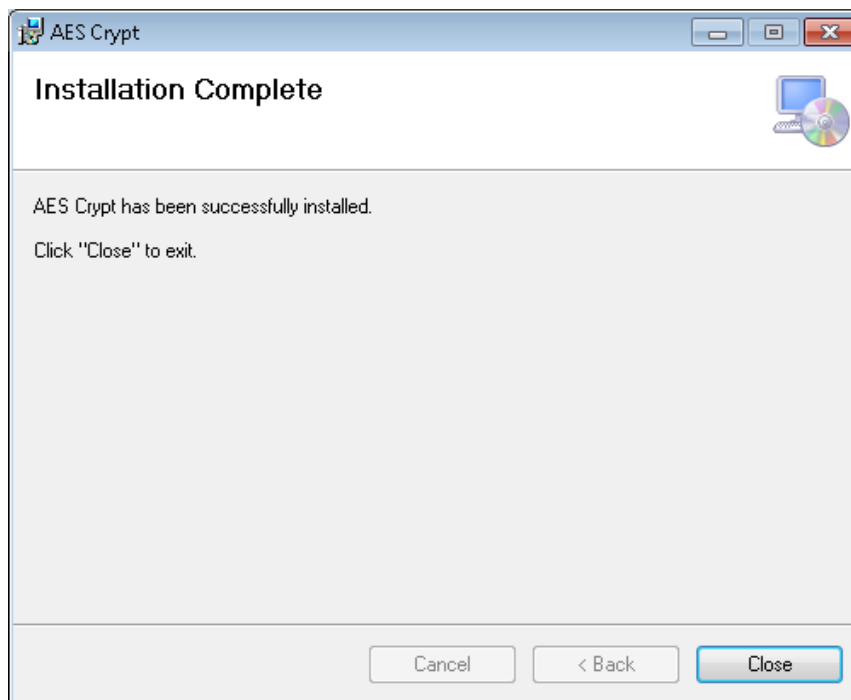 AES Crypt
Installation Complete
AES Crypt has been successfully installed.
Click "Close" to exit.
Cancel
< Back
Close